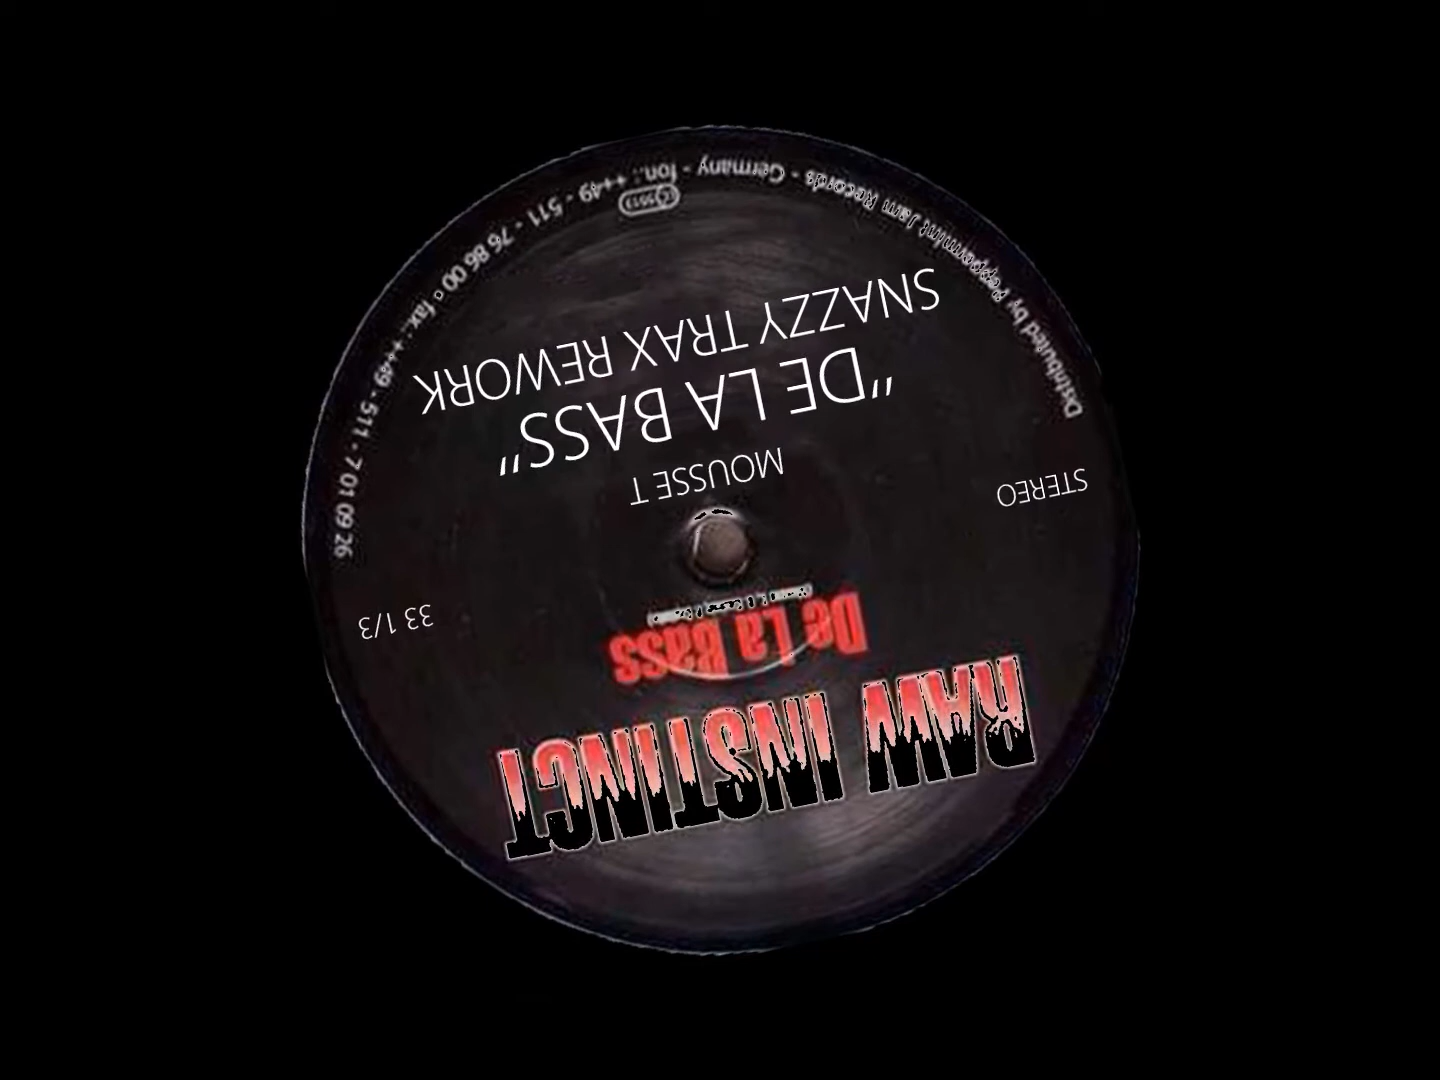 RAW INSTINCT
De La Bass
33 1/3
STEREO
MOUSSE T
"DE LA BASS"
SNAZZY TRAX REWORK
Distributed by Peppermint Jam Records - Germany - fon.: ++49 - 511 - 76 86 00 ° fax.: ++49 - 511 - 7 01 09 26